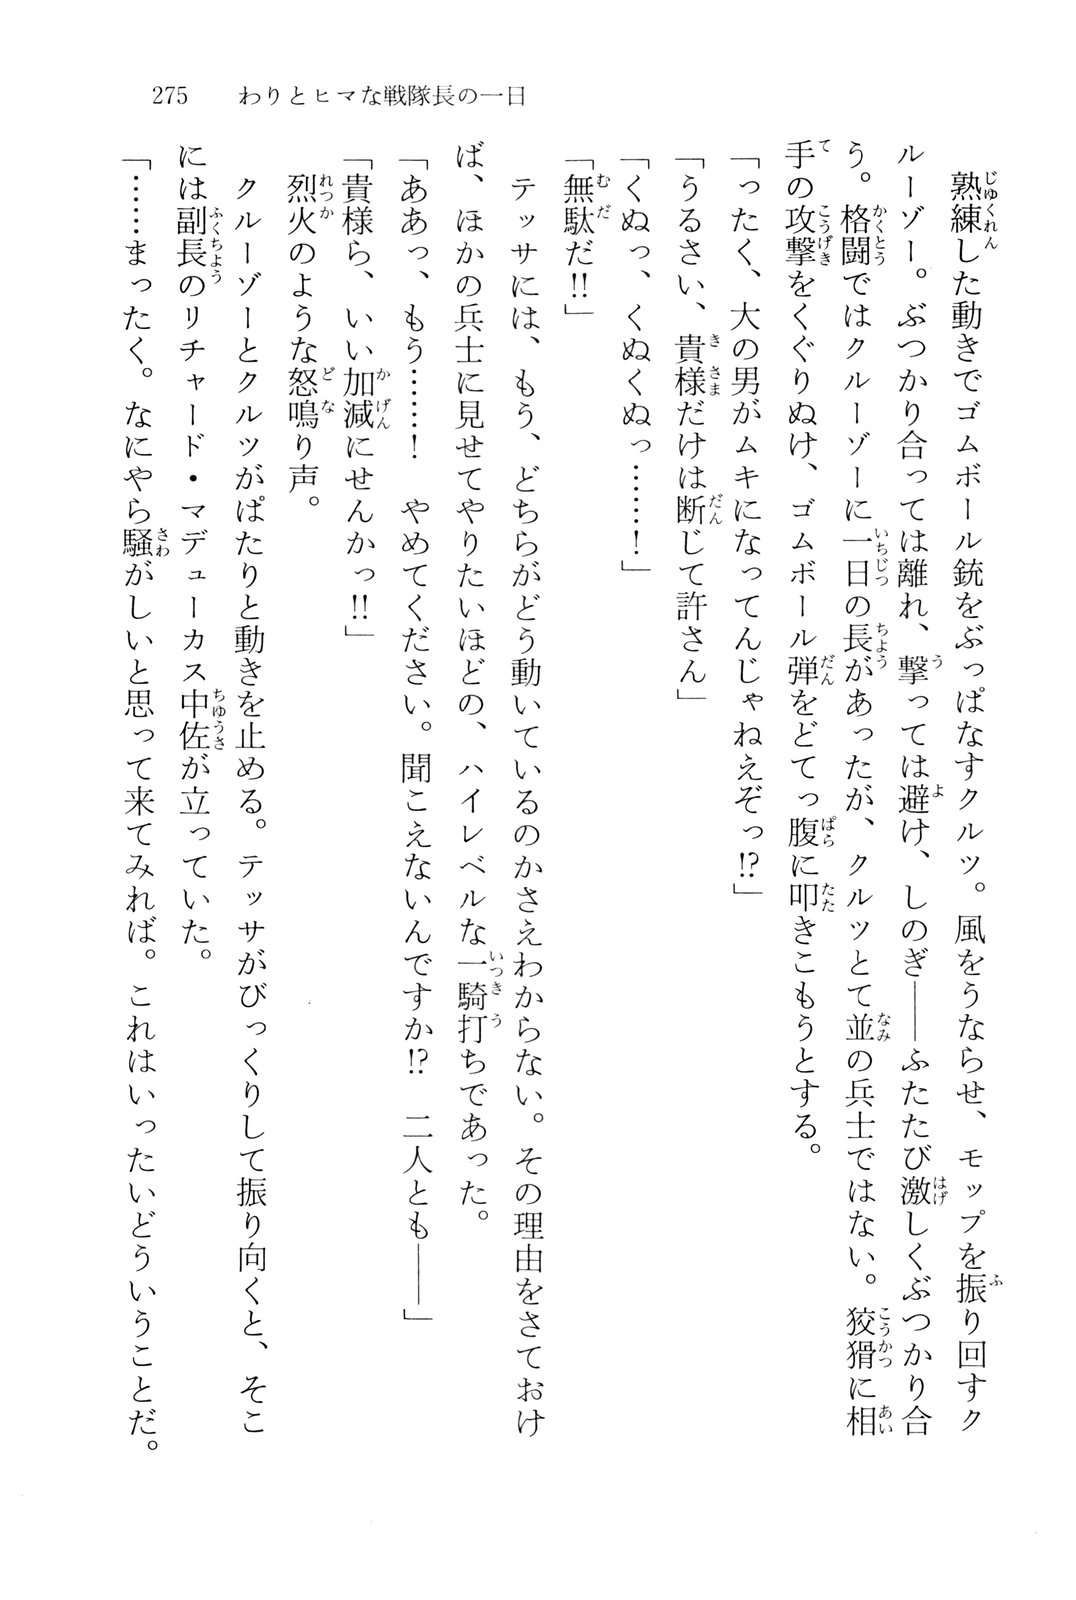 275　わりとヒマな戦隊長の一日
熟練した動きでゴムボール銃をぶっぱなすクルツ。風をうならせ、モップを振り回すク
ルーゾー。ぶつかり合っては離れ、撃っては避け、しのぎ――ふたたび激しくぶつかり合
う。格闘ではクルーゾーに一日の長があったが、クルツとて並の兵士ではない。狡猾に相
手の攻撃をくぐりぬけ、ゴムボール弾をどてっ腹に叩きこもうとする。
「ったく、大の男がムキになってんじゃねえぞっ!?」
「うるさい、貴様だけは断じて許さん」
「くぬっ、くぬくぬっ……！」
「無駄だ!!」
テッサには、もう、どちらがどう動いているのかさえわからない。その理由をさておけ
ば、ほかの兵士に見せてやりたいほどの、ハイレベルな一騎打ちであった。
「ああっ、もう……！　やめてください。聞こえないんですか!?　二人とも――」
「貴様ら、いい加減にせんかっ!!」
烈火のような怒鳴り声。
クルーゾーとクルツがぱたりと動きを止める。テッサがびっくりして振り向くと、そこ
には副長のリチャード・マデューカス中佐が立っていた。
「……まったく。なにやら騒がしいと思って来てみれば。これはいったいどういうことだ。